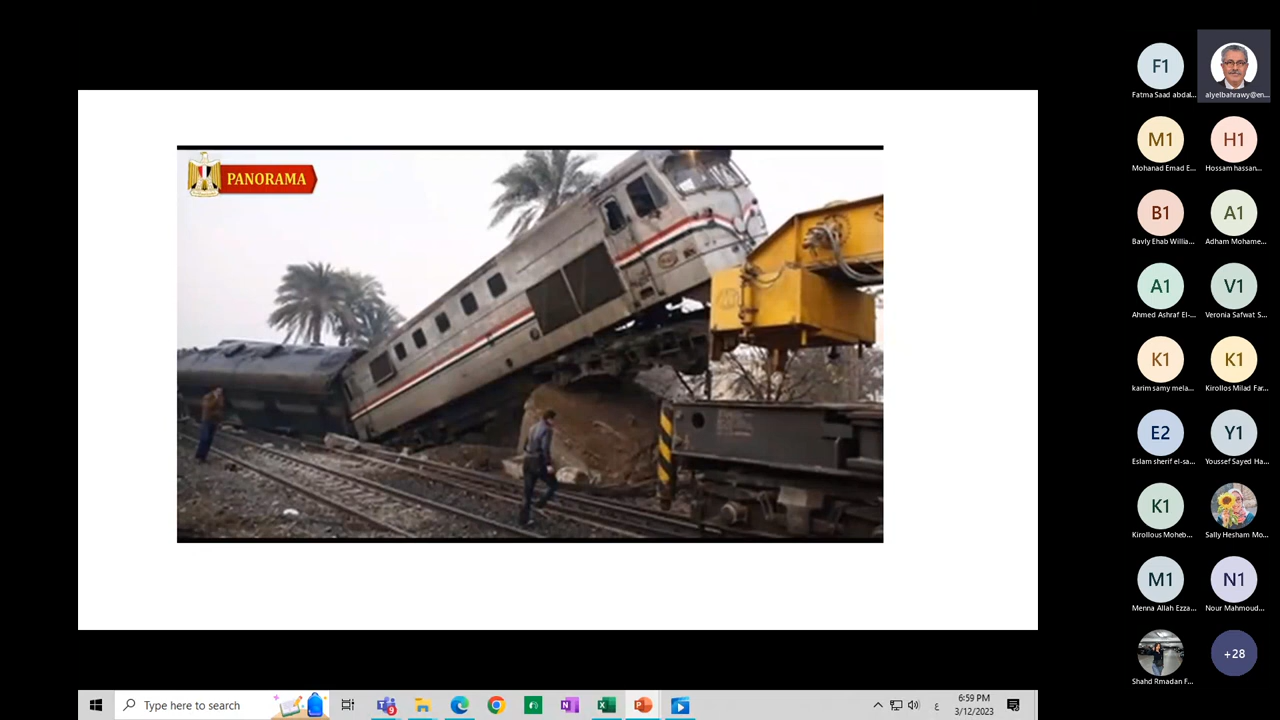 PANORAMA
F1
Fatma Saad abdal...
alyelbahrawy@en...
M1
Mohanad Emad E...
H1
Hossam hassan...
B1
Bavly Ehab Willia...
A1
Adham Mohame...
A1
Ahmed Ashraf El-...
V1
Veronia Safwat S...
K1
karim samy mela...
K1
Kirollos Milad Far...
E2
Eslam sherif el-sa...
Y1
Youssef Sayed Ha...
K1
Kirollous Moheb...
Sally Hesham Mo...
M1
Menna Allah Ezza...
N1
Nour Mahmoud...
Shahd Rmadan F...
+28
Type here to search
9
ع
6:59 PM
3/12/2023